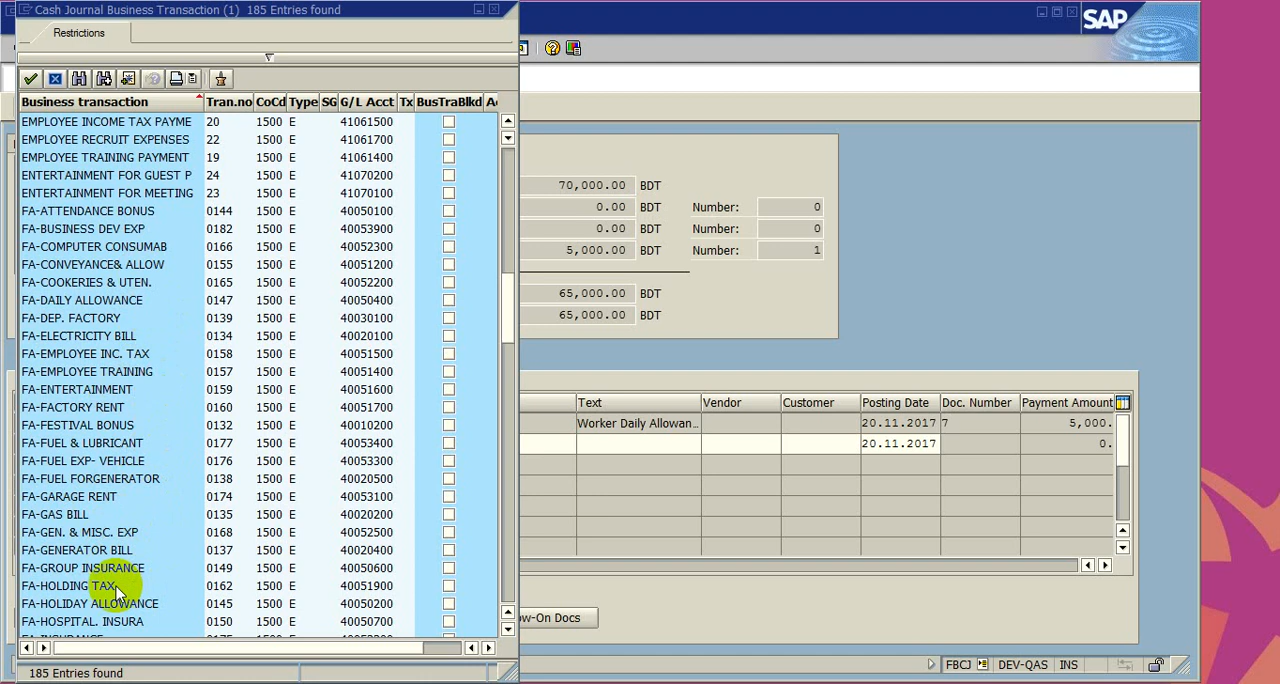 Cash Journal Business Transaction (1) 185 Entries found
SAP
Restrictions
Business transaction Tran.no CoCd Type SG G/L Acct Tx BusTraBlkd Ac
EMPLOYEE INCOME TAX PAYME 20 1500 E 41061500
EMPLOYEE RECRUIT EXPENSES 22 1500 E 41061700
EMPLOYEE TRAINING PAYMENT 19 1500 E 41061400
ENTERTAINMENT FOR GUEST P 24 1500 E 41070200
ENTERTAINMENT FOR MEETING 23 1500 E 41070100
FA-ATTENDANCE BONUS 0144 1500 E 40050100
FA-BUSINESS DEV EXP 0182 1500 E 40053900
FA-COMPUTER CONSUMAB 0166 1500 E 40052300
FA-CONVEYANCE& ALLOW 0155 1500 E 40051200
FA-COOKERIES & UTEN. 0165 1500 E 40052200
FA-DAILY ALLOWANCE 0147 1500 E 40050400
FA-DEP. FACTORY 0139 1500 E 40030100
FA-ELECTRICITY BILL 0134 1500 E 40020100
FA-EMPLOYEE INC. TAX 0158 1500 E 40051500
FA-EMPLOYEE TRAINING 0157 1500 E 40051400
FA-ENTERTAINMENT 0159 1500 E 40051600
FA-FACTORY RENT 0160 1500 E 40051700
FA-FESTIVAL BONUS 0132 1500 E 40010200
FA-FUEL & LUBRICANT 0177 1500 E 40053400
FA-FUEL EXP- VEHICLE 0176 1500 E 40053300
FA-FUEL FORGENERATOR 0138 1500 E 40020500
FA-GARAGE RENT 0174 1500 E 40053100
FA-GAS BILL 0135 1500 E 40020200
FA-GEN. & MISC. EXP 0168 1500 E 40052500
FA-GENERATOR BILL 0137 1500 E 40020400
FA-GROUP INSURANCE 0149 1500 E 40050600
FA-HOLDING TAX 0162 1500 E 40051900
FA-HOLIDAY ALLOWANCE 0145 1500 E 40050200
FA-HOSPITAL. INSURA 0150 1500 E 40050700
185 Entries found
70,000.00 BDT
0.00 BDT Number: 0
0.00 BDT Number: 0
5,000.00 BDT Number: 1
65,000.00 BDT
65,000.00 BDT
Text Vendor Customer Posting Date Doc. Number Payment Amount
Worker Daily Allowan... 20.11.2017 7 5,000.
20.11.2017 0.
ow-On Docs
FBCJ DEV-QAS INS